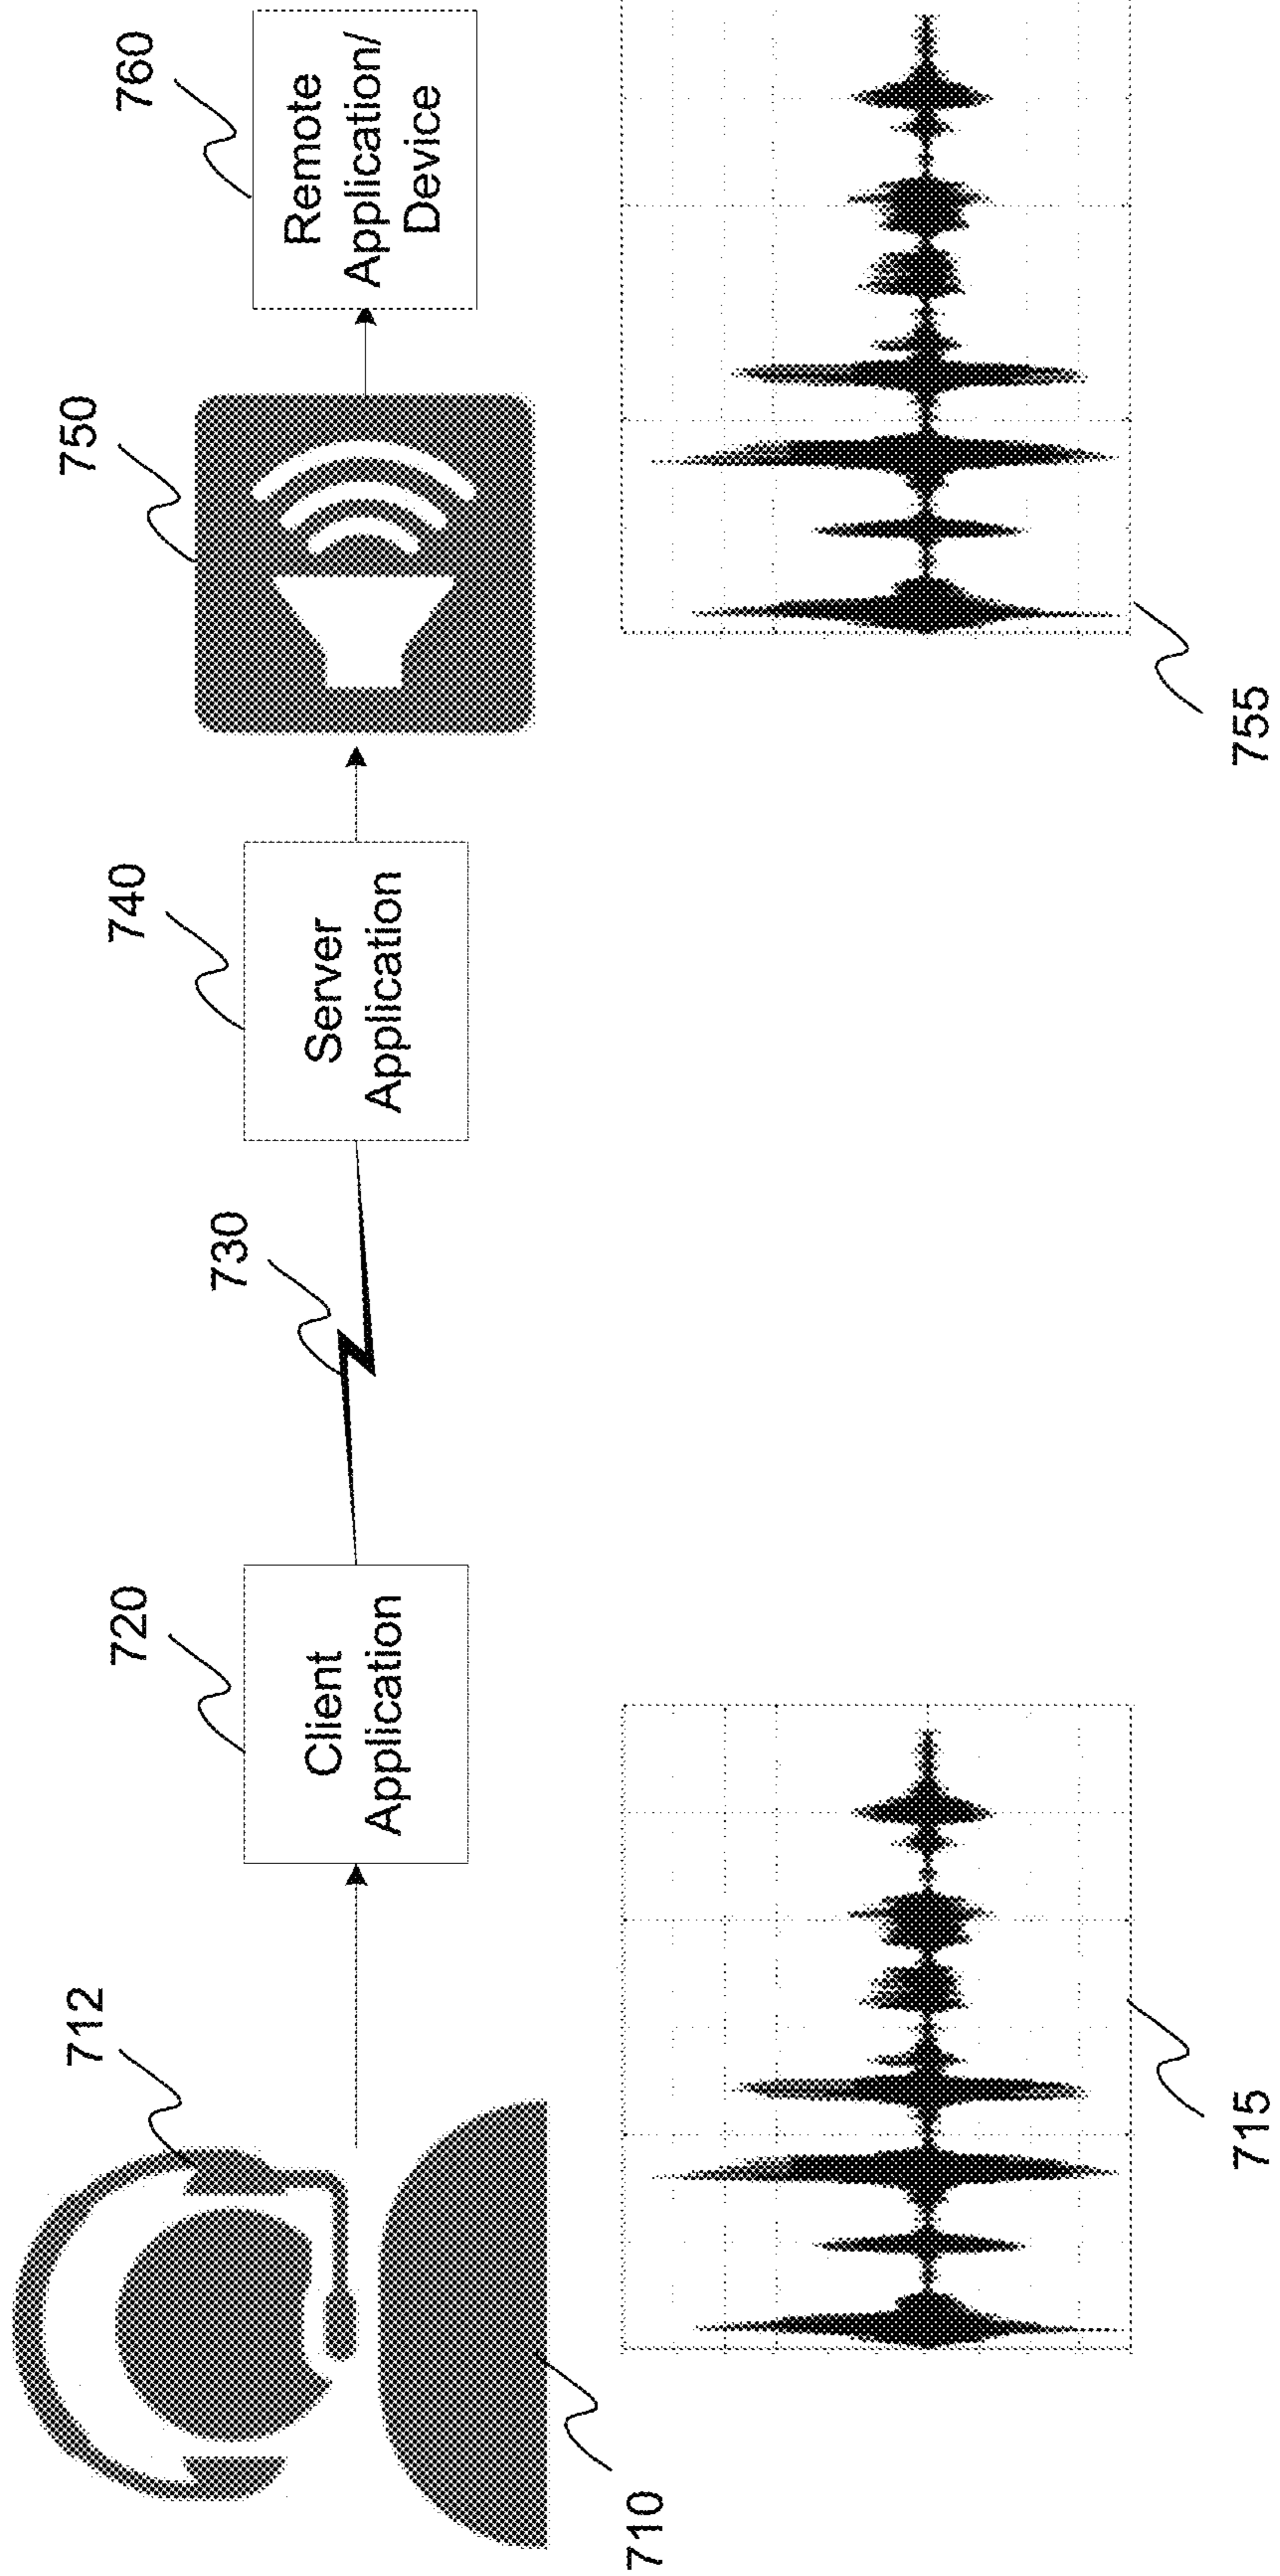 712
720
730
740
750
760
Client
Application
Server
Application
Remote
Application/
Device
710
715
755